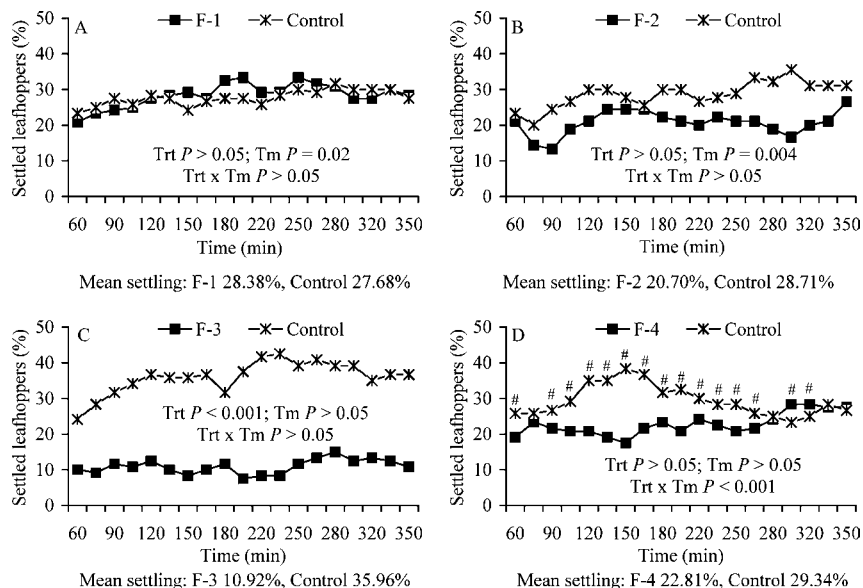 A
F-1 Control
Settled leafhoppers (%)
50
40
30
20
10
0
Trt P > 0.05; Tm P = 0.02
Trt x Tm P > 0.05
60 90 120 150 180 220 250 280 320 350
Time (min)
Mean settling: F-1 28.38%, Control 27.68%
B
F-2 Control
Settled leafhoppers (%)
50
40
30
20
10
0
Trt P > 0.05; Tm P = 0.004
Trt x Tm P > 0.05
60 90 120 150 180 220 250 280 320 350
Time (min)
Mean settling: F-2 20.70%, Control 28.71%
C
F-3 Control
Settled leafhoppers (%)
50
40
30
20
10
0
Trt P < 0.001; Tm P > 0.05
Trt x Tm P > 0.05
60 90 120 150 180 220 250 280 320 350
Time (min)
Mean settling: F-3 10.92%, Control 35.96%
D
F-4 Control
Settled leafhoppers (%)
50
40
30
20
10
0
# # # # # # # # # # # # # # #
Trt P > 0.05; Tm P > 0.05
Trt x Tm P < 0.001
60 90 120 150 180 220 250 280 320 350
Time (min)
Mean settling: F-4 22.81%, Control 29.34%